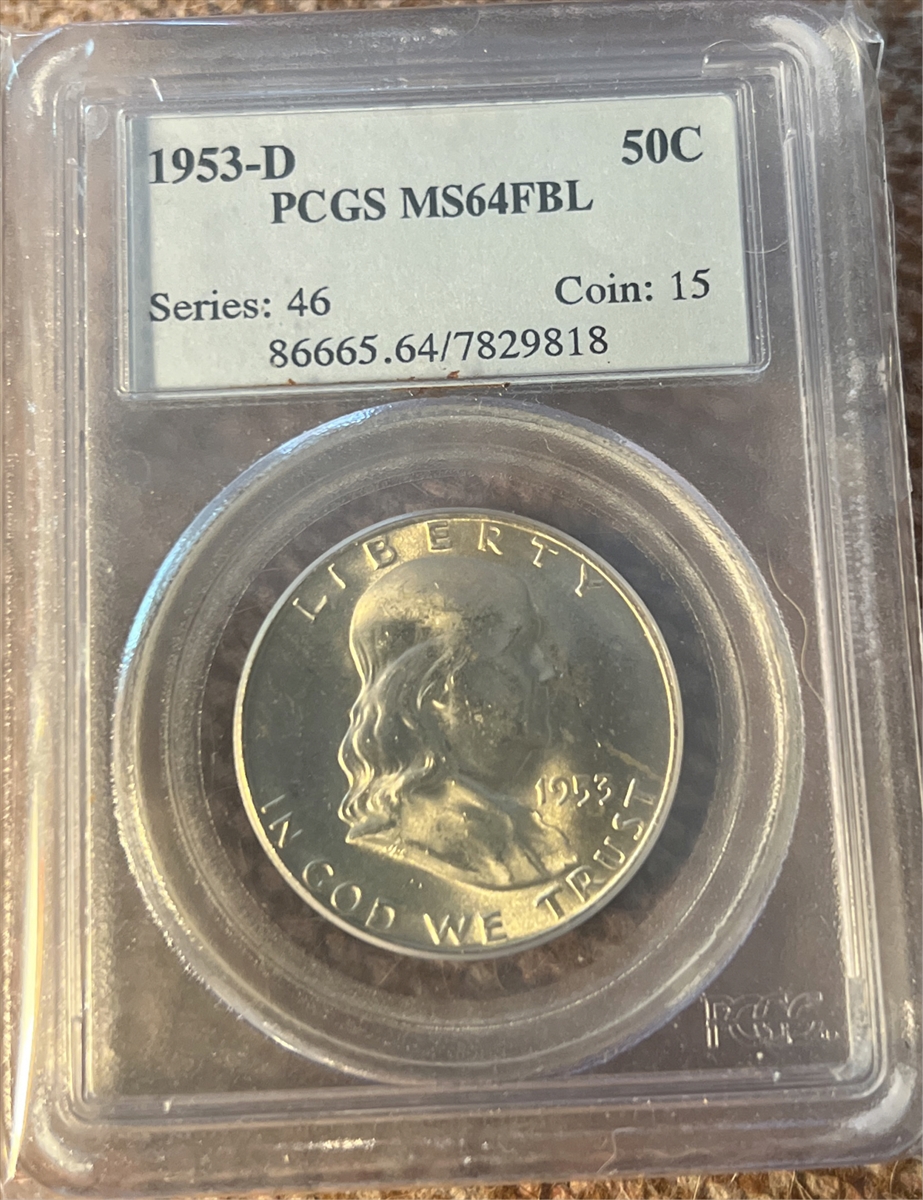 1953-D 50C
PCGS MS64FBL
Series: 46 Coin: 15
86665.64/7829818
LIBERTY
1953
IN GOD WE TRUST
PCGS